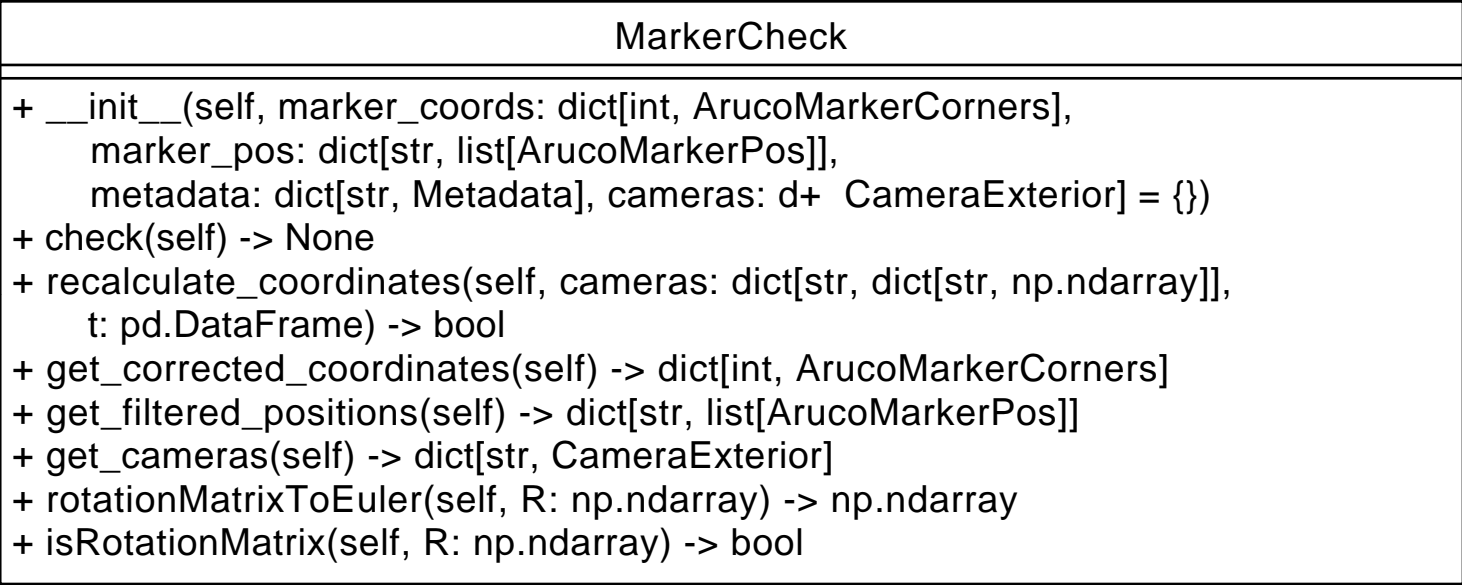 MarkerCheck
+ __init__(self, marker_coords: dict[int, ArucoMarkerCorners],
marker_pos: dict[str, list[ArucoMarkerPos]],
metadata: dict[str, Metadata], cameras: d+ CameraExterior] = {})
+ check(self) -> None
+ recalculate_coordinates(self, cameras: dict[str, dict[str, np.ndarray]],
t: pd.DataFrame) -> bool
+ get_corrected_coordinates(self) -> dict[int, ArucoMarkerCorners]
+ get_filtered_positions(self) -> dict[str, list[ArucoMarkerPos]]
+ get_cameras(self) -> dict[str, CameraExterior]
+ rotationMatrixToEuler(self, R: np.ndarray) -> np.ndarray
+ isRotationMatrix(self, R: np.ndarray) -> bool